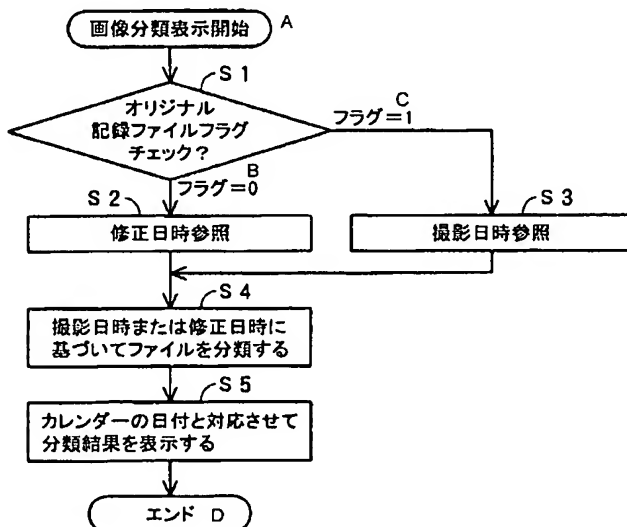 画像分類表示開始 A
S1
オリジナル
記録ファイルフラグ
チェック?
C
フラグ=1
B
フラグ=0
S2
修正日時参照
S3
撮影日時参照
S4
撮影日時または修正日時に
基づいてファイルを分類する
S5
カレンダーの日付と対応させて
分類結果を表示する
エンド D